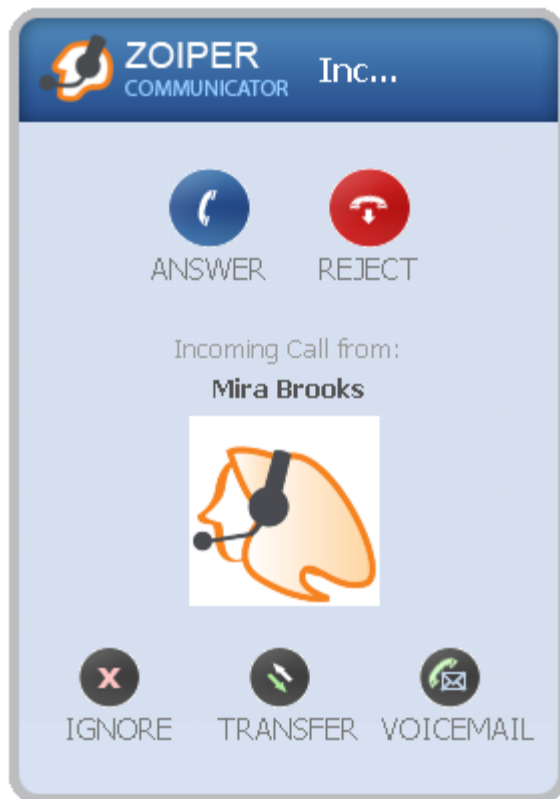 ZOIPER
COMMUNICATOR
Inc...
ANSWER REJECT
Incoming Call from:
Mira Brooks
IGNORE TRANSFER VOICEMAIL